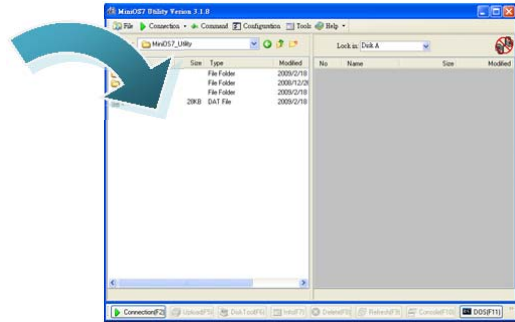 MiniOS7 Utility Version 3.1.0
File Connection Command Configuration Tools Help
MiniOS7_Utility Lock in: Disk A
Size Type Modified No Name Size Modified
File Folder 2009/2/18
File Folder 2008/12/2
File Folder 2009/2/18
28KB DAT File 2009/2/18
Connection(F2) Upload(F5) DiskTool(F6) Info(F7) Delete(F8) Refresh(F9) Console(F10) DOS(F11)